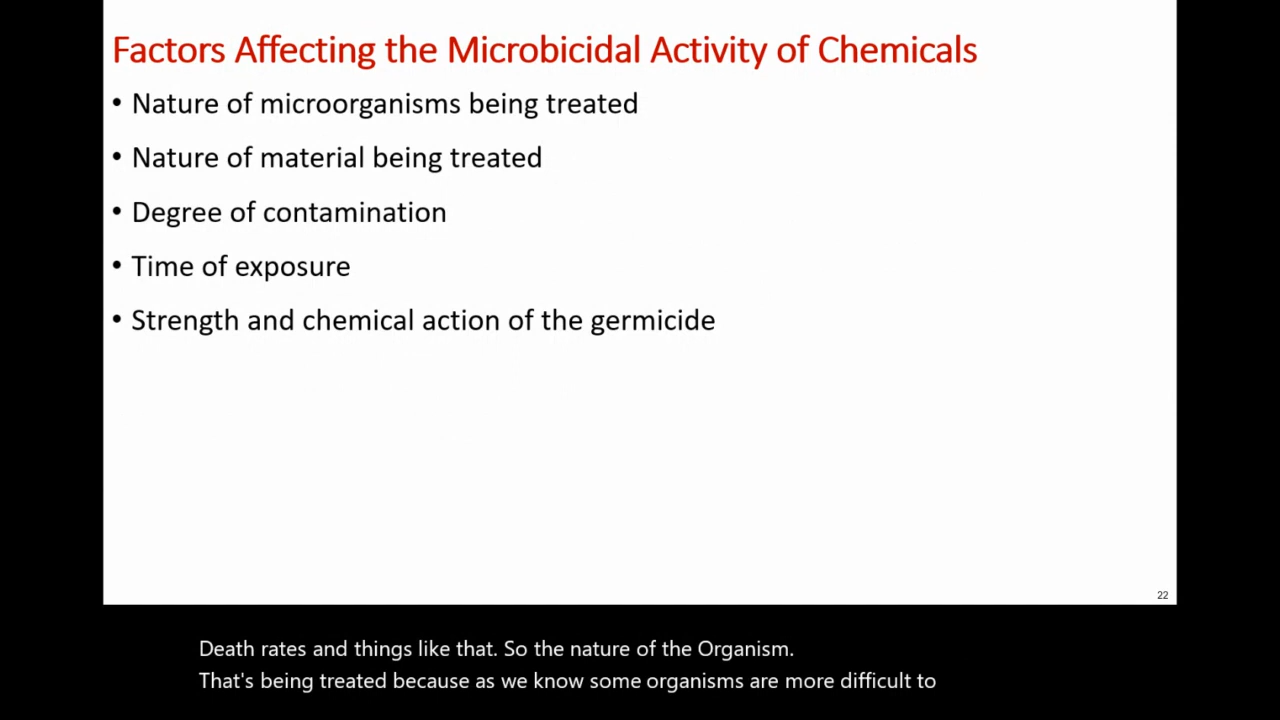 Factors Affecting the Microbicidal Activity of Chemicals
• Nature of microorganisms being treated
• Nature of material being treated
• Degree of contamination
• Time of exposure
• Strength and chemical action of the germicide
22
Death rates and things like that. So the nature of the Organism.
That's being treated because as we know some organisms are more difficult to